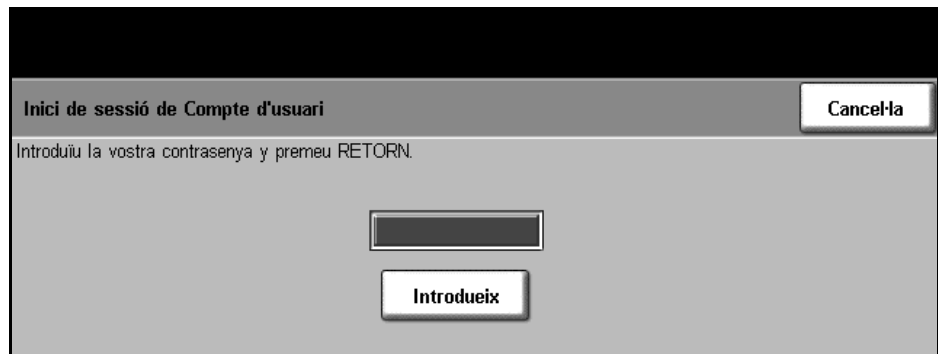 Inici de sessió de Compte d'usuari
Cancel·la
Introduïu la vostra contrasenya y premeu RETORN.
Introdueix